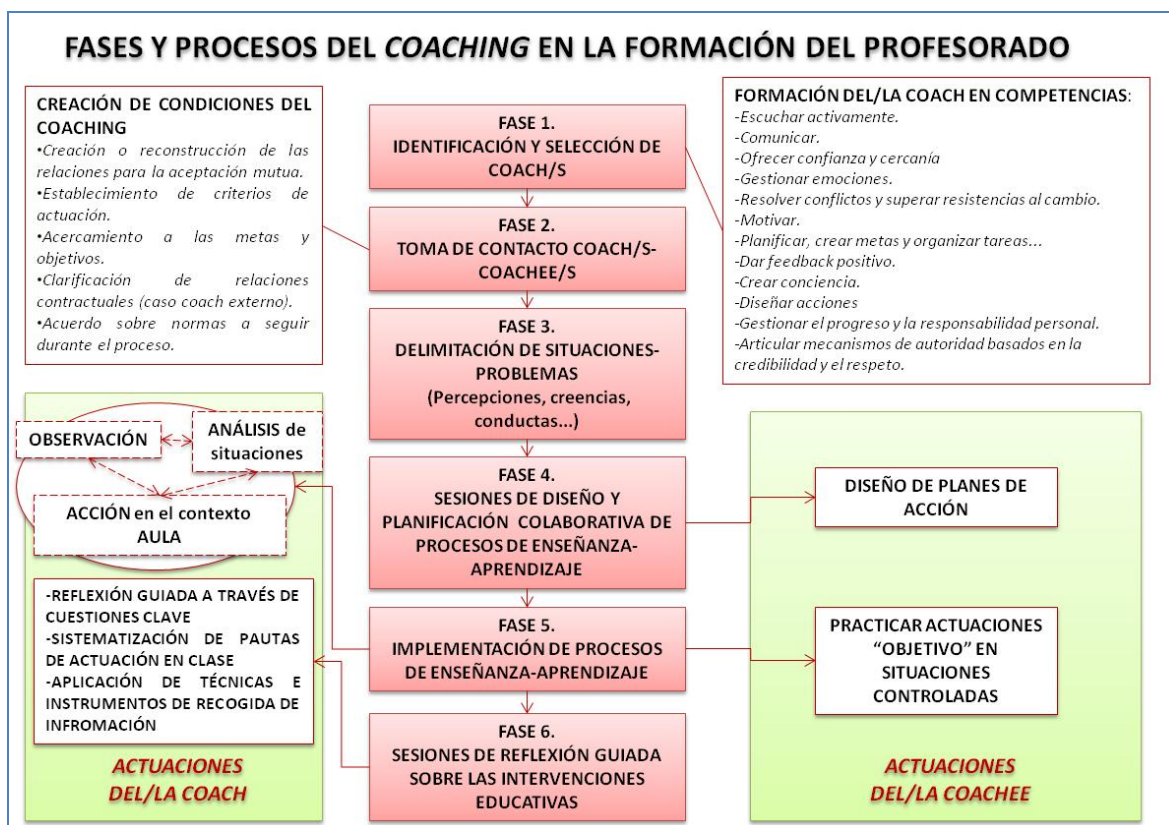 FASES Y PROCESOS DEL COACHING EN LA FORMACIÓN DEL PROFESORADO
CREACIÓN DE CONDICIONES DEL
COACHING
•Creación o reconstrucción de las
relaciones para la aceptación mutua.
•Establecimiento de criterios de
actuación.
•Acercamiento a las metas y
objetivos.
•Clarificación de relaciones
contractuales (caso coach externo).
•Acuerdo sobre normas a seguir
durante el proceso.
FASE 1.
IDENTIFICACIÓN Y SELECCIÓN DE
COACH/S
FASE 2.
TOMA DE CONTACTO COACH/S-
COACHEE/S
FASE 3.
DELIMITACIÓN DE SITUACIONES-
PROBLEMAS
(Percepciones, creencias,
conductas...)
FASE 4.
SESIONES DE DISEÑO Y
PLANIFICACIÓN COLABORATIVA DE
PROCESOS DE ENSEÑANZA-
APRENDIZAJE
FASE 5.
IMPLEMENTACIÓN DE PROCESOS
DE ENSEÑANZA-APRENDIZAJE
FASE 6.
SESIONES DE REFLEXIÓN GUIADA
SOBRE LAS INTERVENCIONES
EDUCATIVAS
FORMACIÓN DEL/LA COACH EN COMPETENCIAS:
-Escuchar activamente.
-Comunicar.
-Ofrecer confianza y cercanía
-Gestionar emociones.
-Resolver conflictos y superar resistencias al cambio.
-Motivar.
-Planificar, crear metas y organizar tareas...
-Dar feedback positivo.
-Crear conciencia.
-Diseñar acciones
-Gestionar el progreso y la responsabilidad personal.
-Articular mecanismos de autoridad basados en la
credibilidad y el respeto.
OBSERVACIÓN
ANÁLISIS de
situaciones
ACCIÓN en el contexto
AULA
-REFLEXIÓN GUIADA A TRAVÉS DE
CUESTIONES CLAVE
-SISTEMATIZACIÓN DE PAUTAS
DE ACTUACIÓN EN CLASE
-APLICACIÓN DE TÉCNICAS E
INSTRUMENTOS DE RECOGIDA DE
INFROMACIÓN
ACTUACIONES
DEL/LA COACH
DISEÑO DE PLANES DE
ACCIÓN
PRACTICAR ACTUACIONES
“OBJETIVO” EN
SITUACIONES
CONTROLADAS
ACTUACIONES
DEL/LA COACHEE